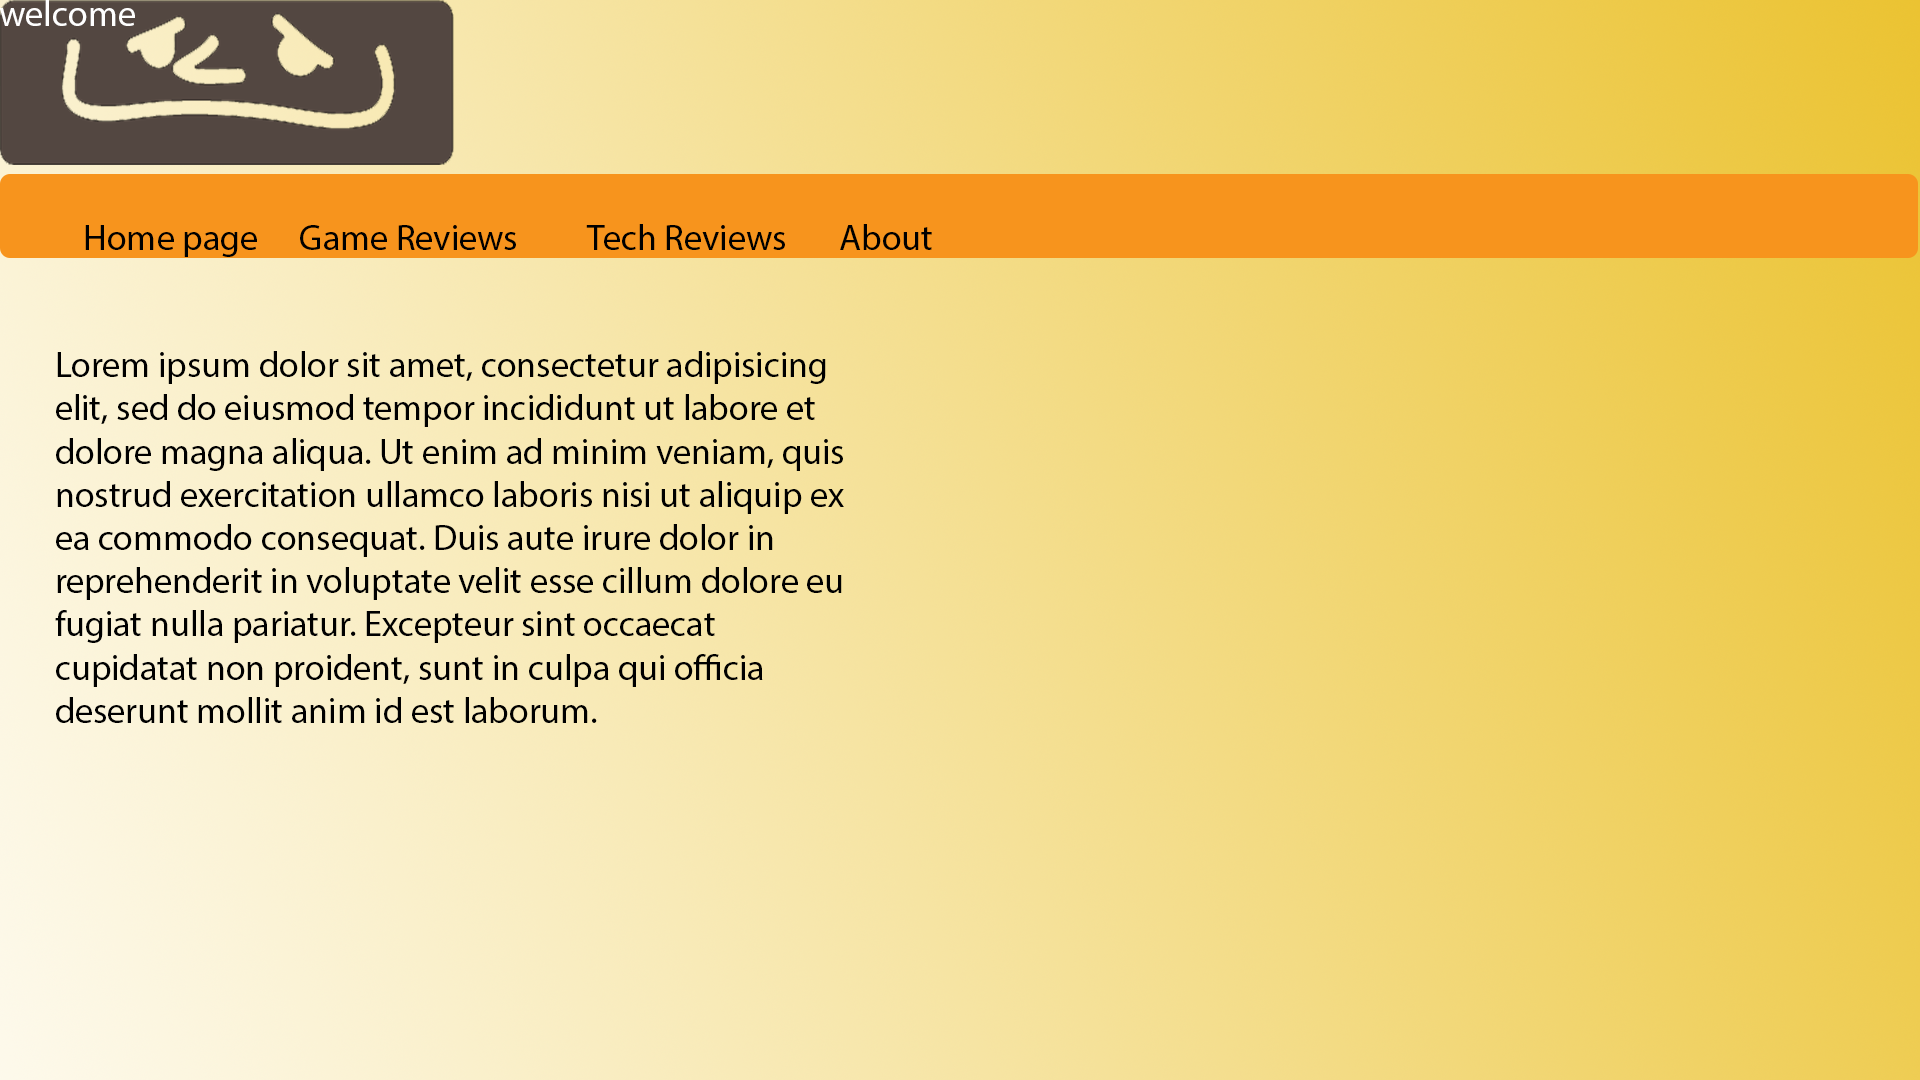 welcome
Home page Game Reviews Tech Reviews About
Lorem ipsum dolor sit amet, consectetur adipisicing
elit, sed do eiusmod tempor incididunt ut labore et
dolore magna aliqua. Ut enim ad minim veniam, quis
nostrud exercitation ullamco laboris nisi ut aliquip ex
ea commodo consequat. Duis aute irure dolor in
reprehenderit in voluptate velit esse cillum dolore eu
fugiat nulla pariatur. Excepteur sint occaecat
cupidatat non proident, sunt in culpa qui officia
deserunt mollit anim id est laborum.